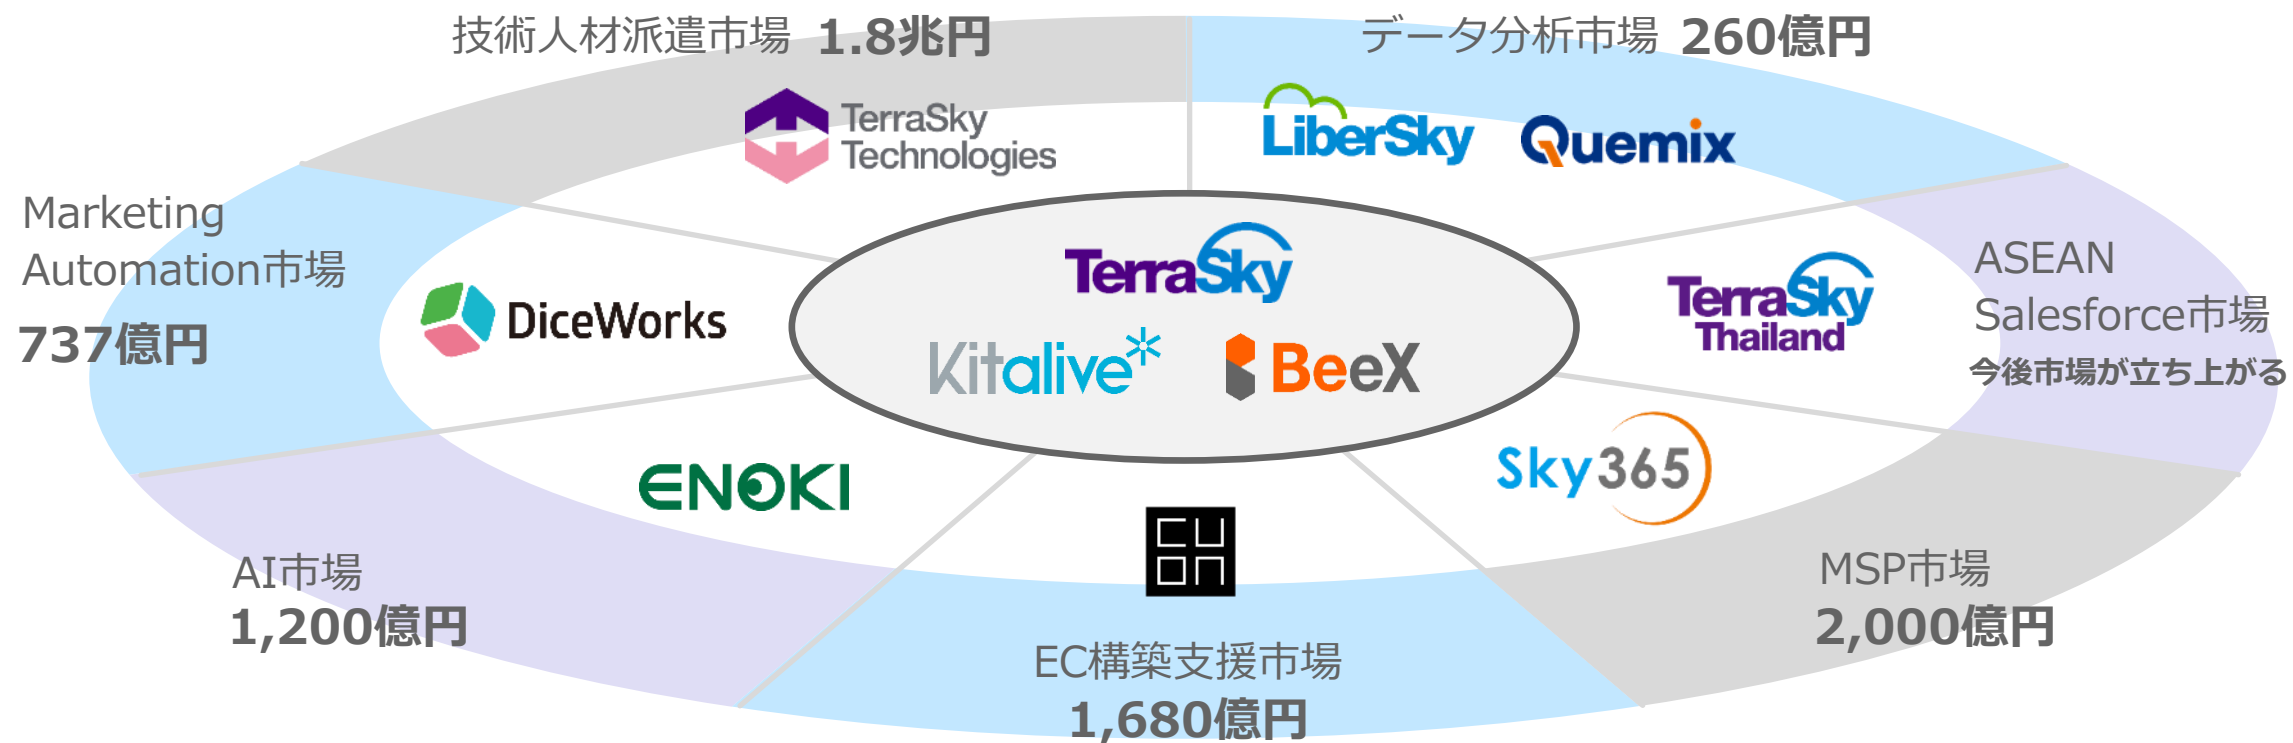 技術人材派遣市場 1.8兆円
データ分析市場 260億円
TerraSky
Technologies
LiberSky
Quemix
Marketing
Automation市場
737億円
DiceWorks
TerraSky
Kitalive
BeeX
TerraSky
Thailand
ASEAN
Salesforce市場
今後市場が立ち上がる
ENOKI
CU
ON
Sky365
AI市場
1,200億円
EC構築支援市場
1,680億円
MSP市場
2,000億円